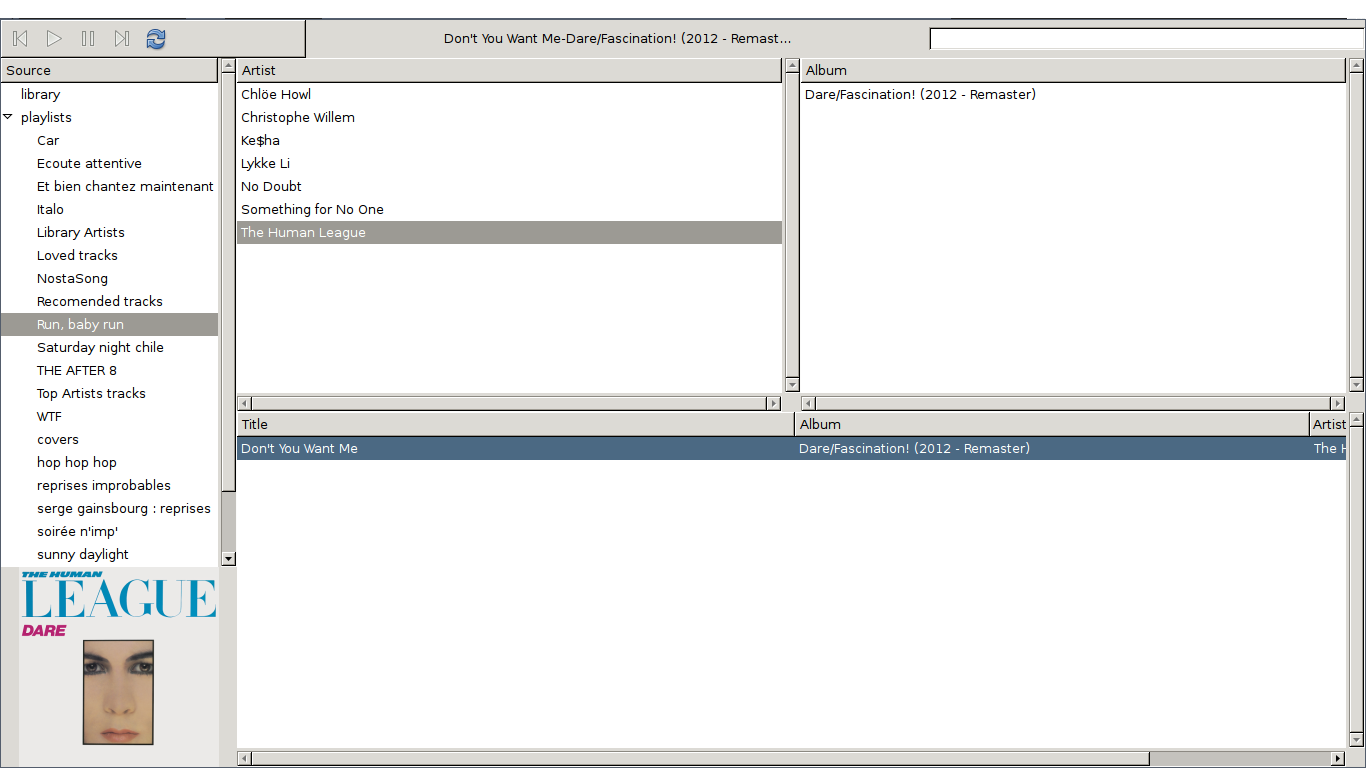 Don't You Want Me-Dare/Fascination! (2012 - Remast...
Source
library
playlists
Car
Ecoute attentive
Et bien chantez maintenant
Italo
Library Artists
Loved tracks
NostaSong
Recomended tracks
Run, baby run
Saturday night chile
THE AFTER 8
Top Artists tracks
WTF
covers
hop hop hop
reprises improbables
serge gainsbourg : reprises
soirée n'imp'
sunny daylight
THE HUMAN
LEAGUE
DARE
Artist
Chlöe Howl
Christophe Willem
Ke$ha
Lykke Li
No Doubt
Something for No One
The Human League
Album
Dare/Fascination! (2012 - Remaster)
Title Album Artist
Don't You Want Me Dare/Fascination! (2012 - Remaster) The H